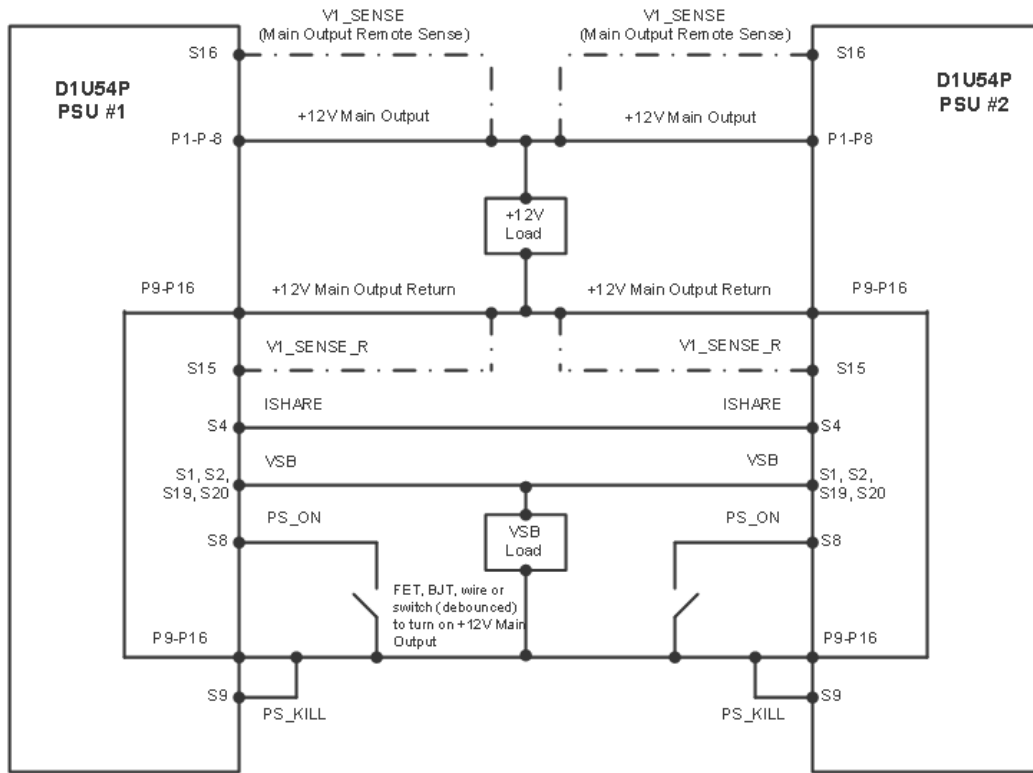 V1_SENSE
(Main Output Remote Sense)
V1_SENSE
(Main Output Remote Sense)
S16
S16
D1U54P
PSU #1
D1U54P
PSU #2
+12V Main Output
+12V Main Output
P1-P-8
P1-P8
+12V
Load
P9-P16
+12V Main Output Return
+12V Main Output Return
P9-P16
V1_SENSE_R
V1_SENSE_R
S15
S15
ISHARE
ISHARE
S4
S4
VSB
VSB
S1, S2,
S19, S20
S1, S2,
S19, S20
PS_ON
PS_ON
S8
S8
VSB
Load
FET, BJT, wire or
switch (debounced)
to turn on +12V Main
Output
P9-P16
P9-P16
S9
S9
PS_KILL
PS_KILL